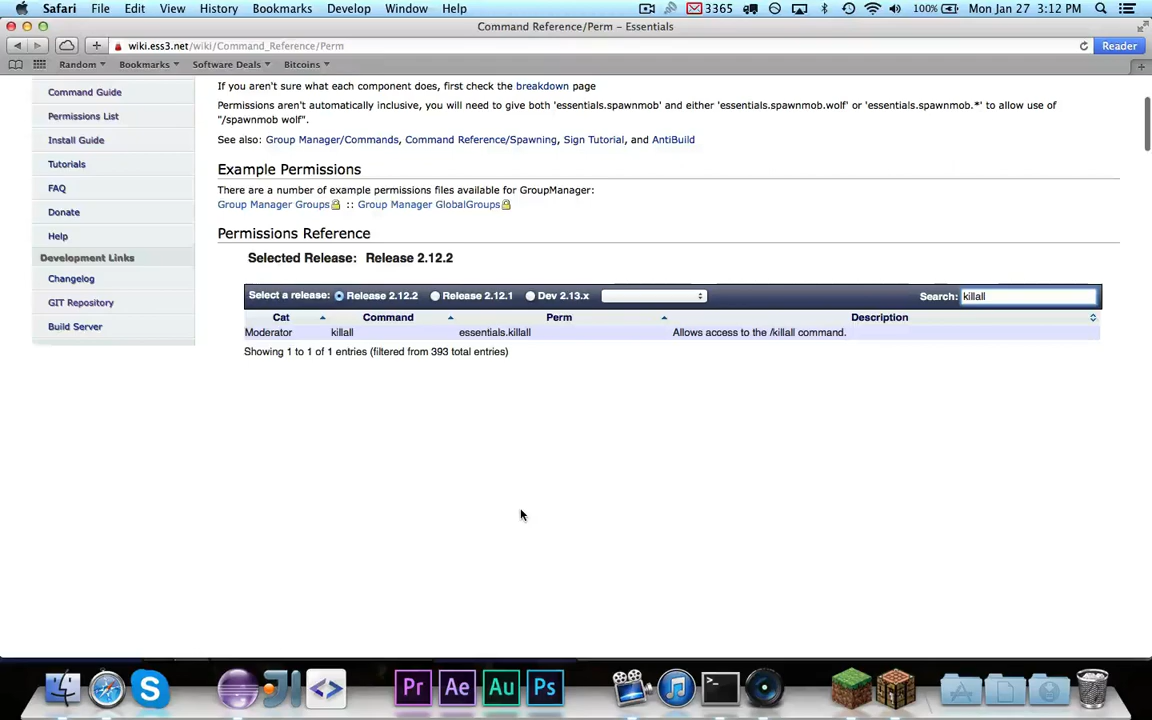 Safari File Edit View History Bookmarks Develop Window Help 3365 100% Mon Jan 27 3:12 PM
Command Reference/Perm – Essentials
wiki.ess3.net/wiki/Command_Reference/Perm Reader
Random Bookmarks Software Deals Bitcoins
Command Guide
Permissions List
Install Guide
Tutorials
FAQ
Donate
Help
Development Links
Changelog
GIT Repository
Build Server
If you aren't sure what each component does, first check the breakdown page
Permissions aren't automatically inclusive, you will need to give both 'essentials.spawnmob' and either 'essentials.spawnmob.wolf' or 'essentials.spawnmob.*' to allow use of
"/spawnmob wolf".
See also: Group Manager/Commands, Command Reference/Spawning, Sign Tutorial, and AntiBuild
Example Permissions
There are a number of example permissions files available for GroupManager:
Group Manager Groups :: Group Manager GlobalGroups
Permissions Reference
Selected Release: Release 2.12.2
Select a release: Release 2.12.2 Release 2.12.1 Dev 2.13.x Search: killall
Cat Command Perm Description
Moderator killall essentials.killall Allows access to the /killall command.
Showing 1 to 1 of 1 entries (filtered from 393 total entries)
Pr Ae Au Ps